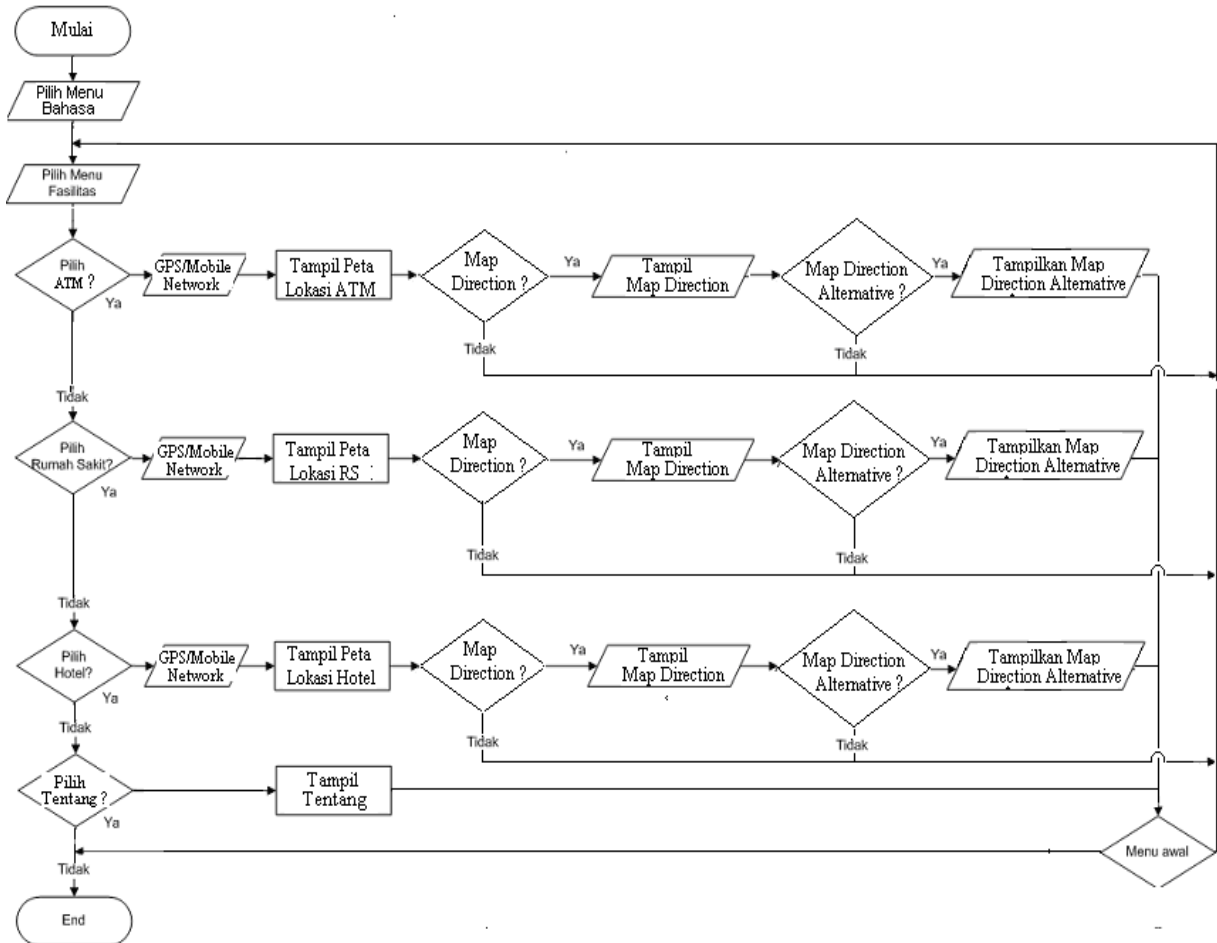 Mulai
Pilih Menu
Bahasa
Pilih Menu
Fasilitas
Pilih
ATM ?
Ya
GPS/Mobile
Network
Tampil Peta
Lokasi ATM
Map
Direction ?
Ya
Tampil
Map Direction
Map Direction
Alternative ?
Ya
Tampilkan Map
Direction Alternative
Tidak
Tidak
Tidak
Pilih
Rumah Sakit?
Ya
GPS/Mobile
Network
Tampil Peta
Lokasi RS
Map
Direction ?
Ya
Tampil
Map Direction
Map Direction
Alternative ?
Ya
Tampilkan Map
Direction Alternative
Tidak
Tidak
Tidak
Pilih
Hotel?
Ya
GPS/Mobile
Network
Tampil Peta
Lokasi Hotel
Map
Direction ?
Ya
Tampil
Map Direction
Map Direction
Alternative ?
Ya
Tampilkan Map
Direction Alternative
Tidak
Tidak
Tidak
Pilih
Tentang ?
Ya
Tampil
Tentang
Menu awal
Tidak
End